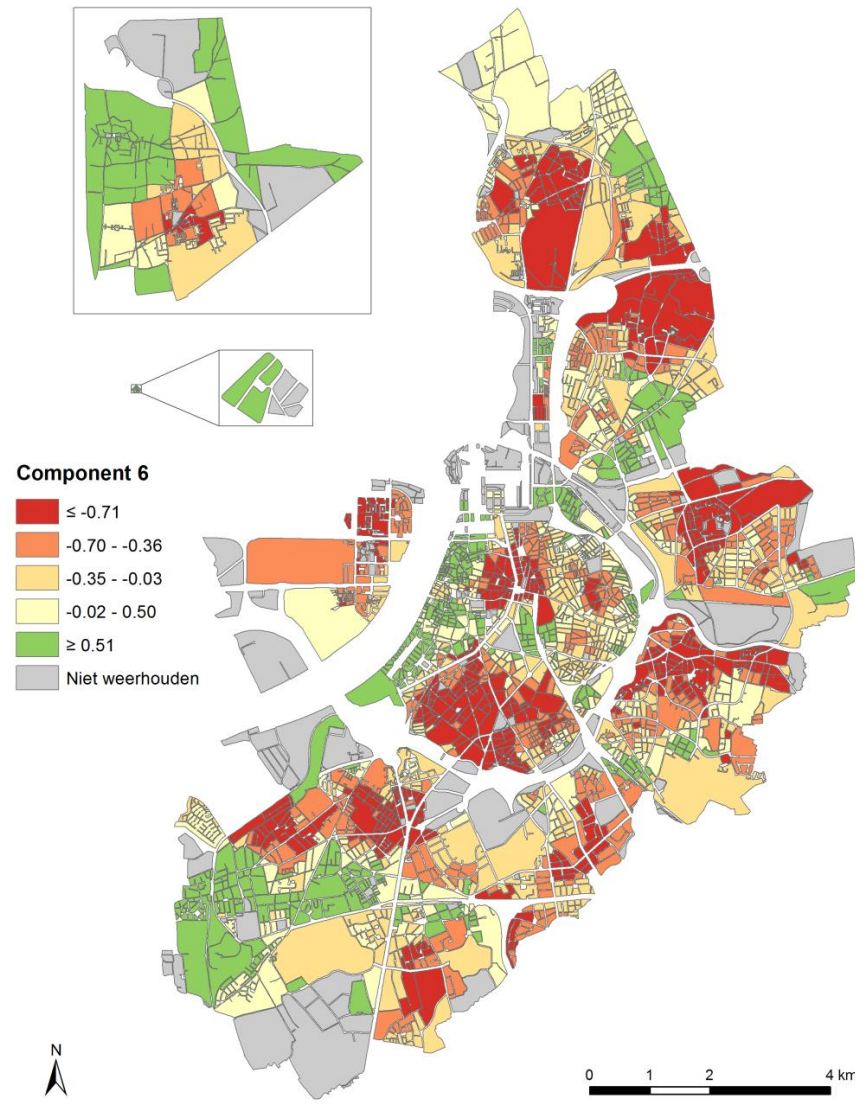 Component 6
≤ -0.71
-0.70 - -0.36
-0.35 - -0.03
-0.02 - 0.50
≥ 0.51
Niet weerhouden
N
0 1 2 4 km